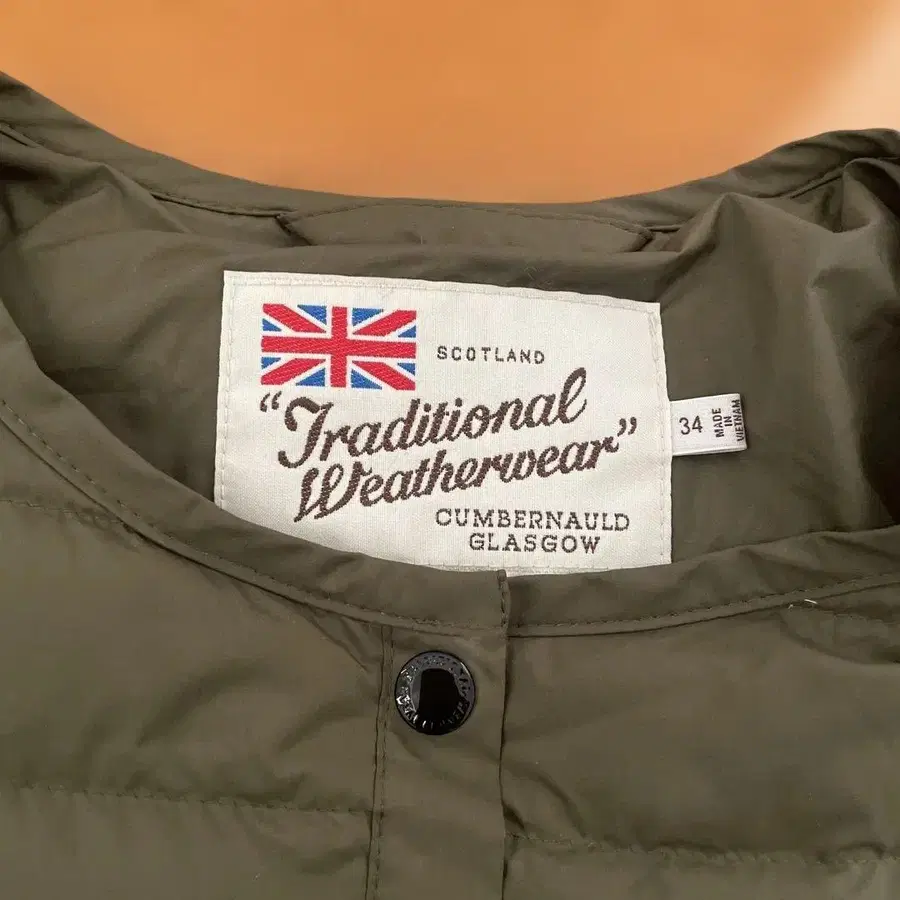 SCOTLAND
"Traditional
Weatherwear"
CUMBERNAULD
GLASGOW
34
MADE
IN
VIETNAM